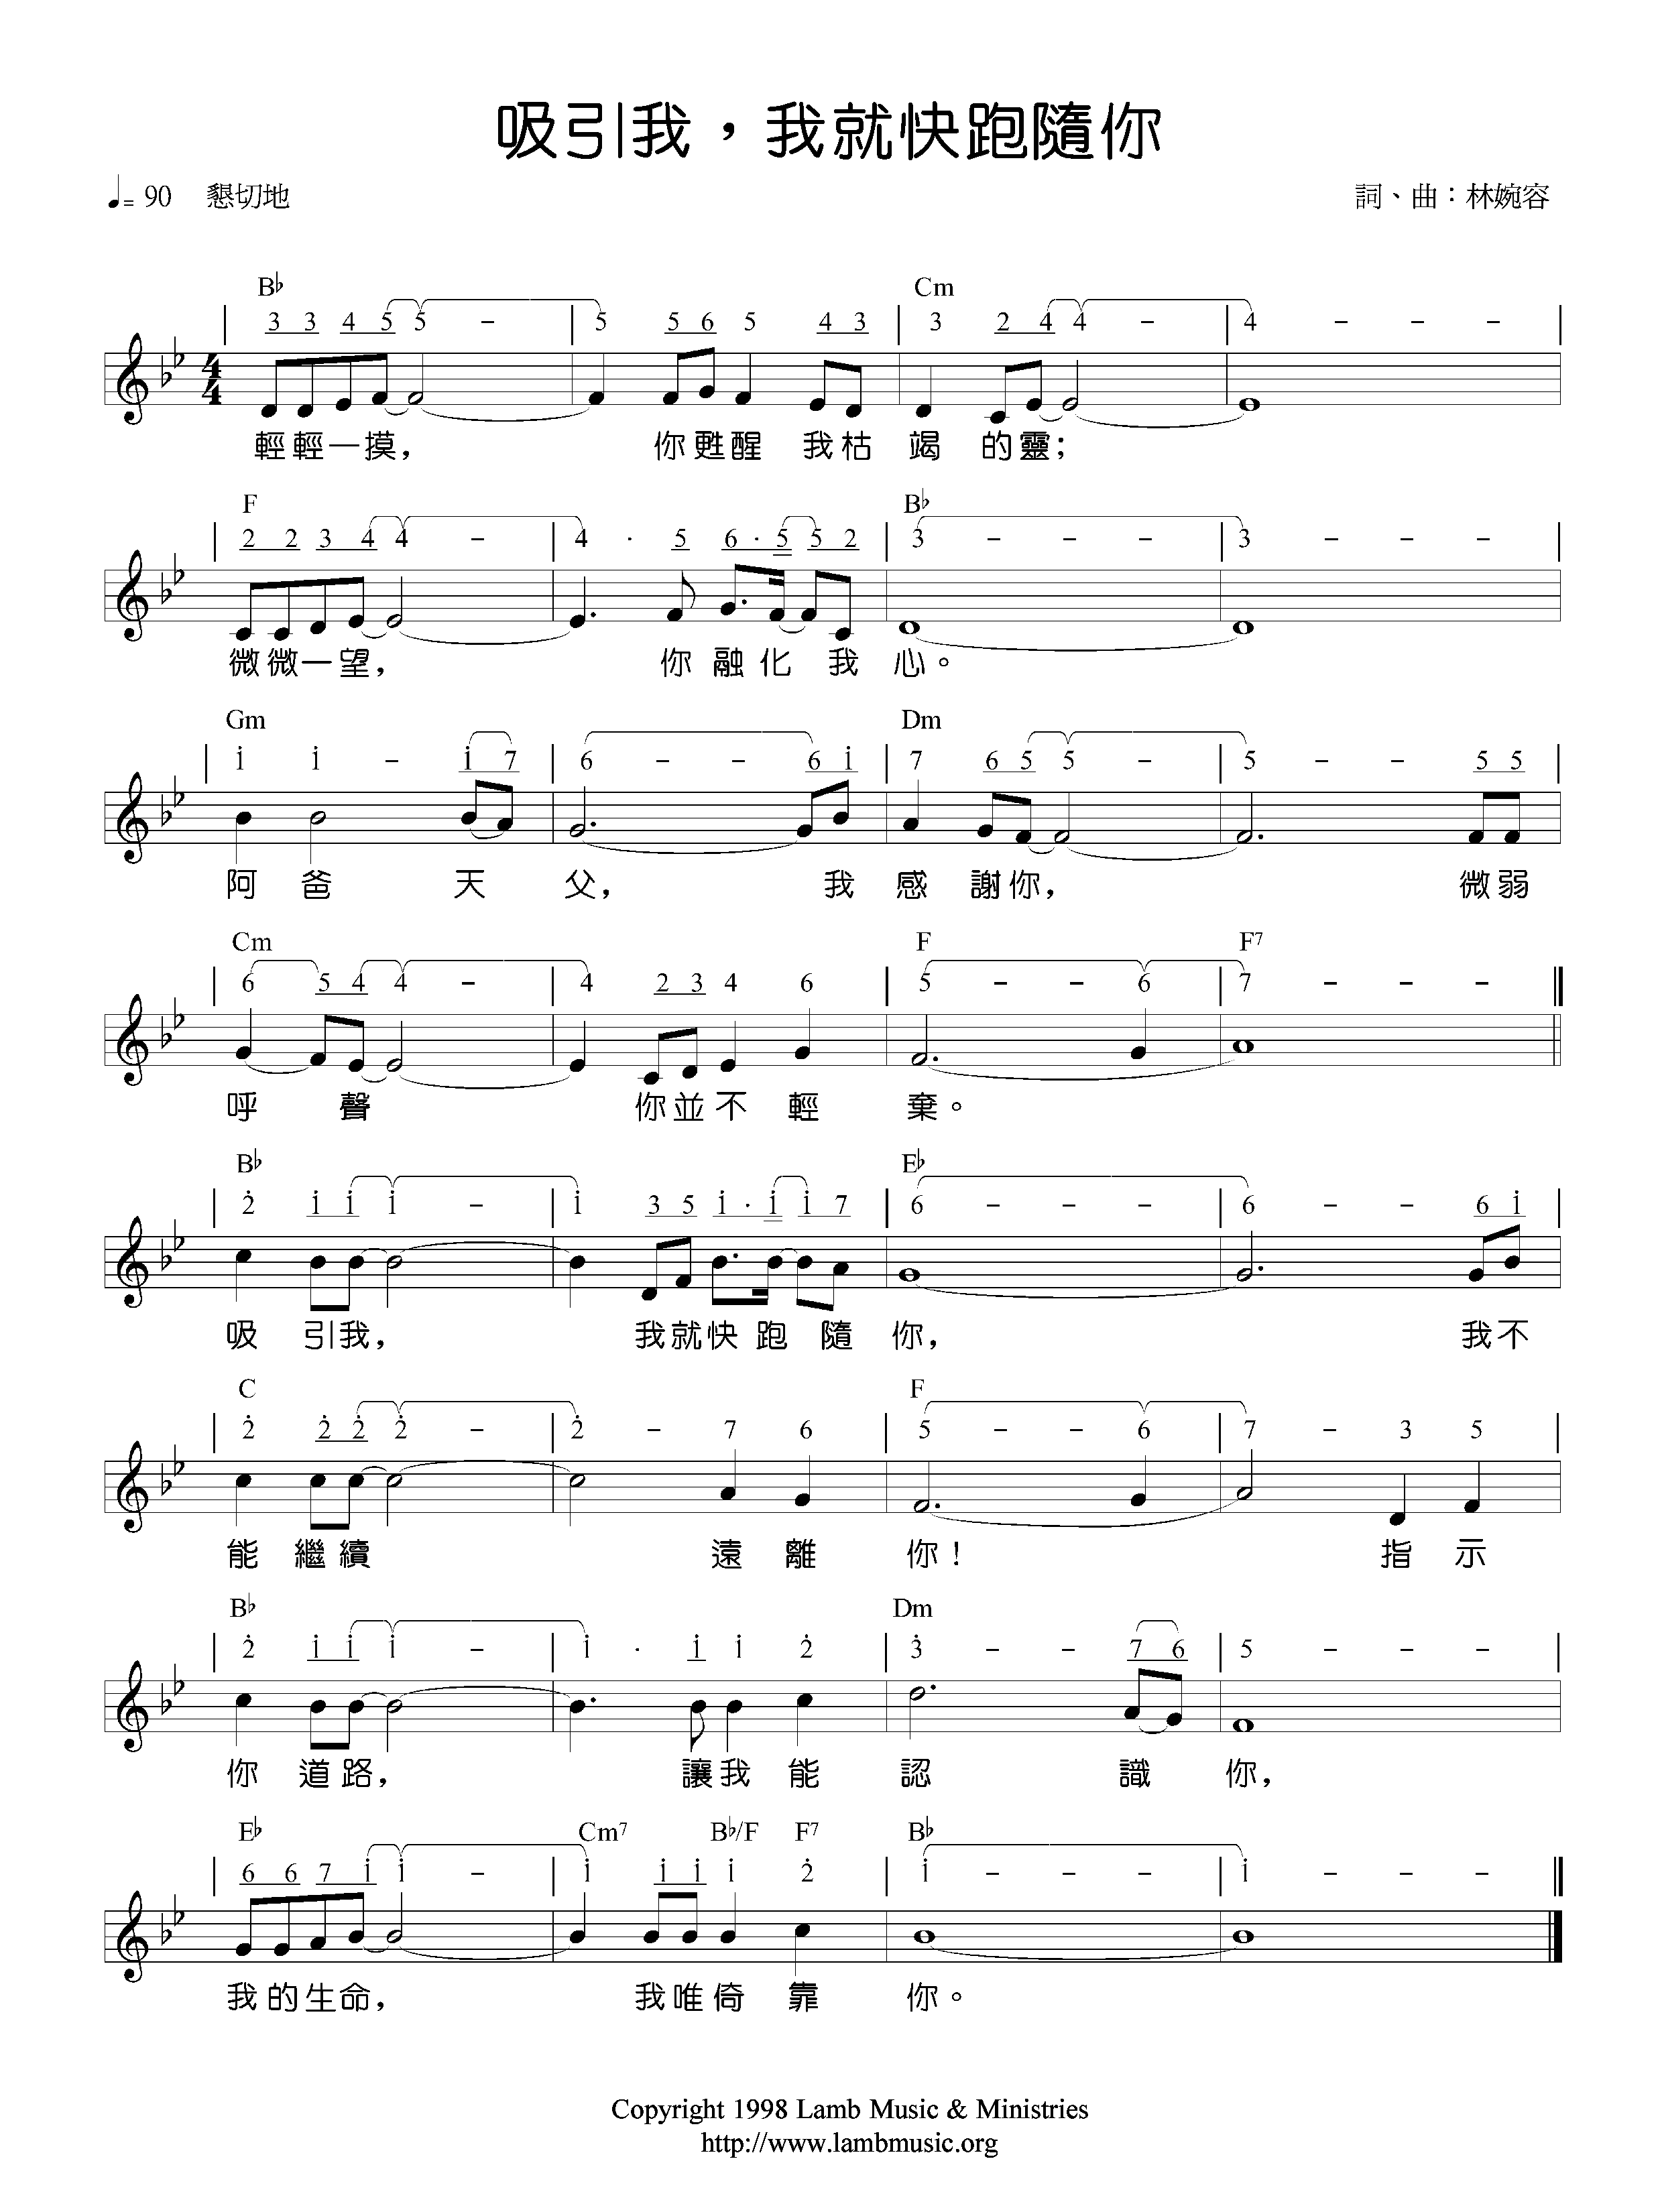 吸引我，我就快跑隨你
♩= 90 懇切地 詞、曲：林婉容
B♭ Cm
| 3 3 4 5 5 – | 5 5 6 5 4 3 | 3 2 4 4 – | 4 – – – |
4 4
輕輕一摸， 你甦醒 我枯 竭 的靈；
F B♭
| 2 2 3 4 4 – | 4 · 5 6 · 5 5 2 | 3 – – – | 3 – – – |
微微一望， 你 融 化 我 心。
Gm Dm
| i i – i 7 | 6 – – 6 i | 7 6 5 5 – | 5 – – 5 5 |
阿 爸 天 父， 我 感 謝你， 微弱
Cm F F7
| 6 5 4 4 – | 4 2 3 4 6 | 5 – – 6 | 7 – – – ‖
呼 聲 你並不 輕 棄。
B♭ E♭
| 2̇ i i i – | i 3 5 i · i i 7 | 6 – – – | 6 – – 6 i |
吸 引我， 我就快 跑 隨 你， 我不
C F
| 2̇ 2̇ 2̇ 2̇ – | 2̇ – 7 6 | 5 – – 6 | 7 – 3 5 |
能 繼 續 遠 離 你！ 指 示
B♭ Dm
| 2̇ i i i – | i · i i 2̇ | 3̇ – – 7 6 | 5 – – – |
你 道路， 讓我 能 認 識 你，
E♭ Cm7 B♭/F F7 B♭
| 6 6 7 i i – | i i i i 2̇ | i – – – | i – – – ‖
我的生命， 我唯倚 靠 你。
Copyright 1998 Lamb Music & Ministries
http://www.lambmusic.org